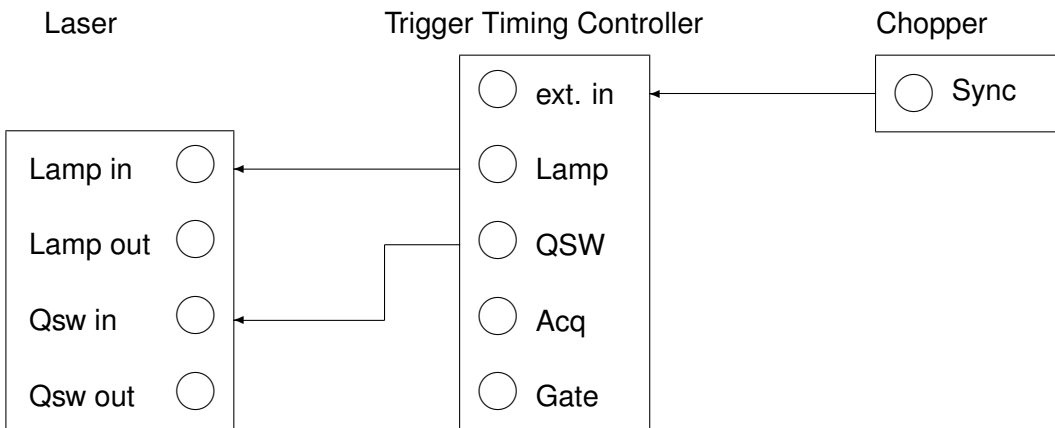 Laser
Trigger Timing Controller
Chopper
ext. in
Sync
Lamp in
Lamp
Lamp out
QSW
Qsw in
Acq
Qsw out
Gate